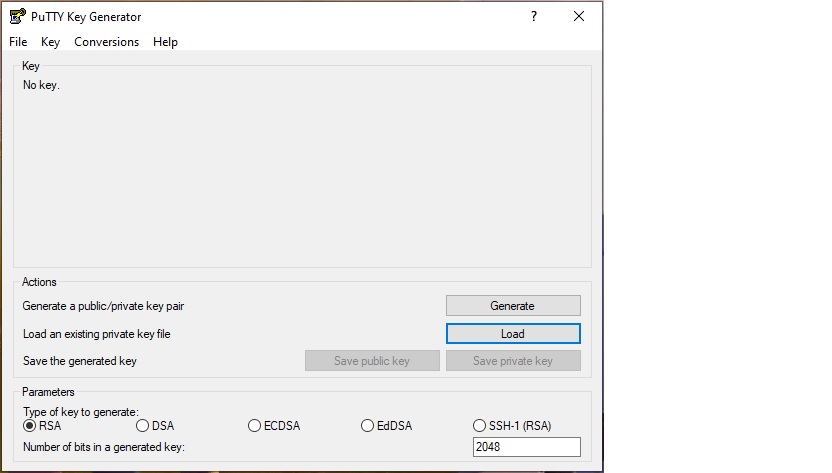 PuTTY Key Generator ?
File Key Conversions Help
Key
No key.
Actions
Generate a public/private key pair Generate
Load an existing private key file Load
Save the generated key Save public key Save private key
Parameters
Type of key to generate:
RSA DSA ECDSA EdDSA SSH-1 (RSA)
Number of bits in a generated key: 2048